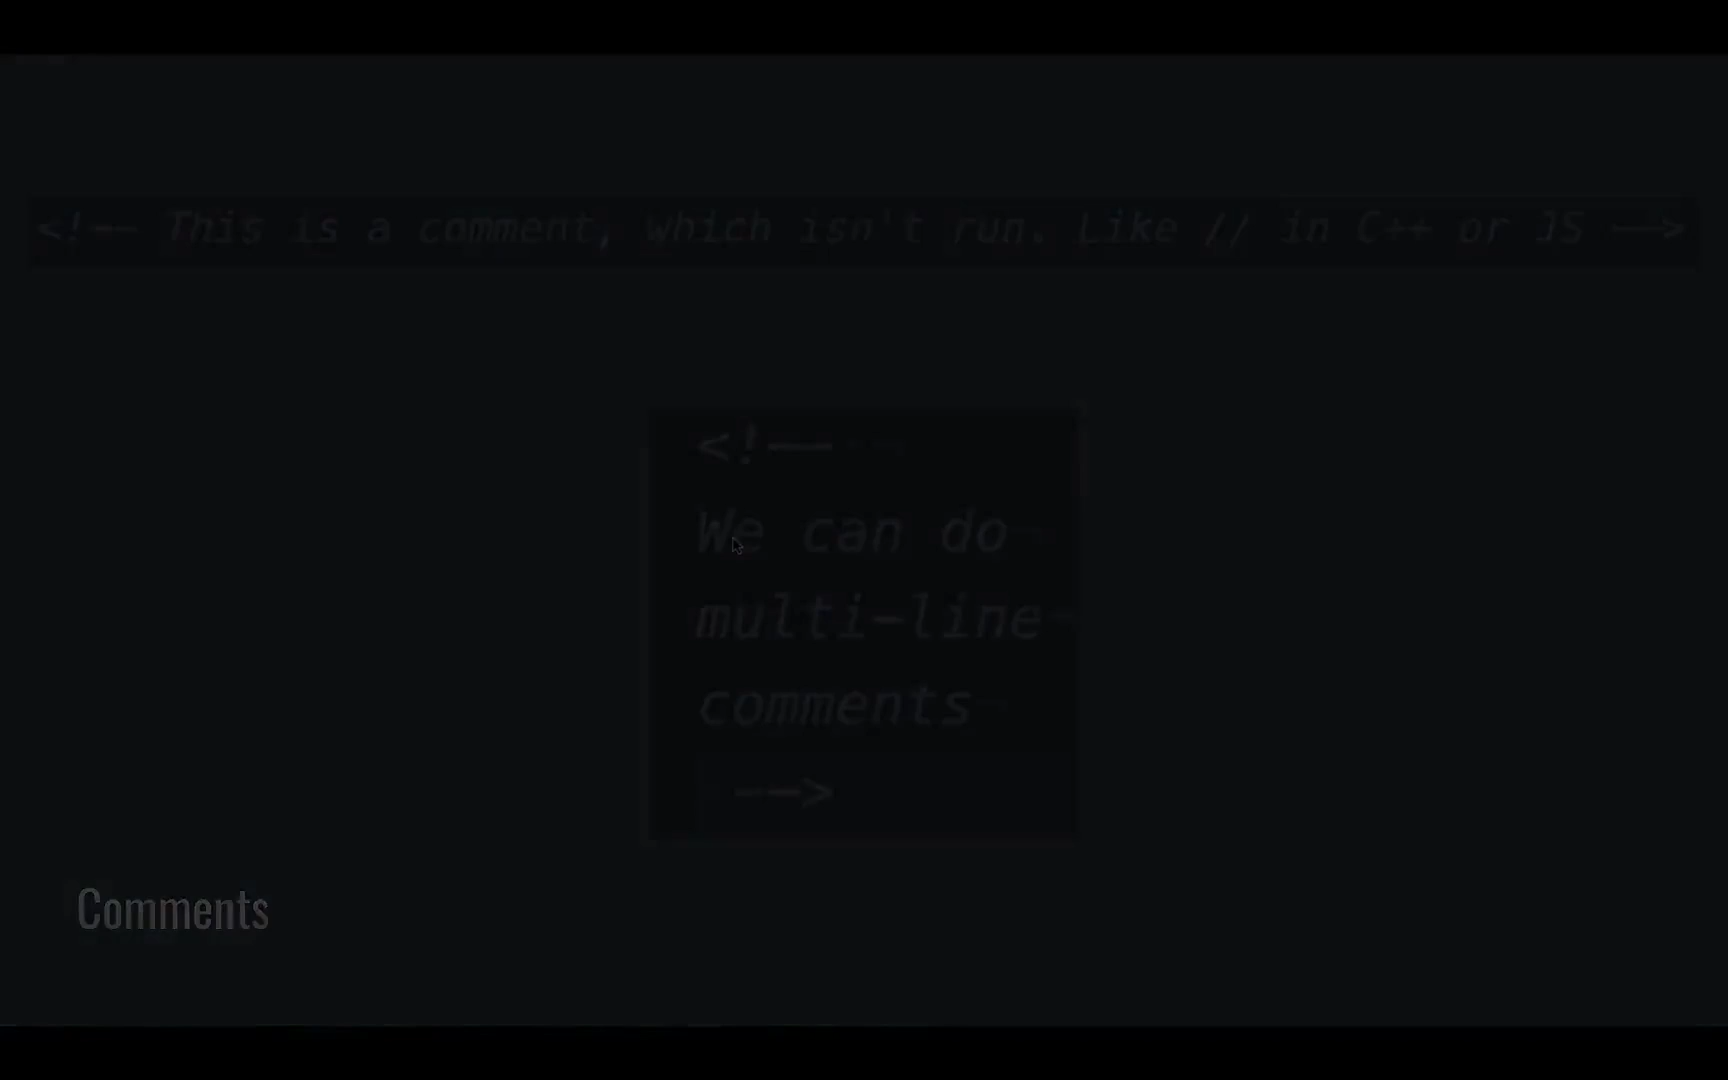 <!-- This is a comment, which isn't run. Like // in C++ or JS -->
<!--
We can do
multi-line
comments
-->
Comments